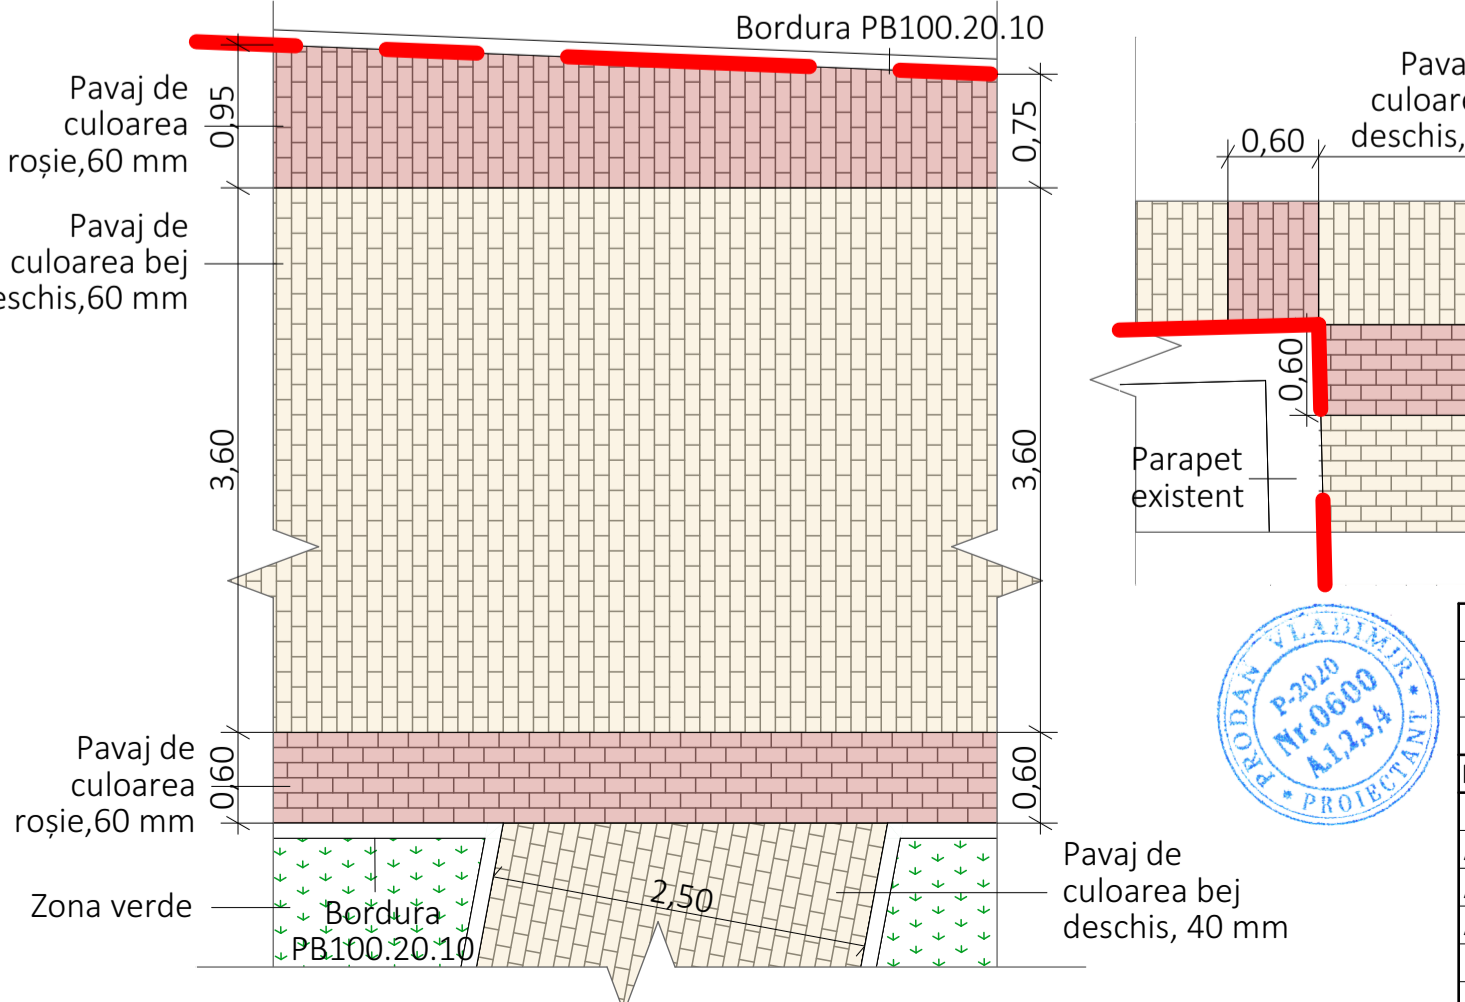 Bordura PB100.20.10
Pavaj de
culoarea
roșie,60 mm
0,95
0,75
Pavaj de
culoarea bej
deschis,60 mm
3,60
3,60
Pavaj de
culoarea
roșie,60 mm
0,60
0,60
Zona verde
Bordura
PB100.20.10
2,50
Pavaj de
culoarea bej
deschis, 40 mm
Pava
culoare
deschis,
0,60
0,60
Parapet
existent
PRODAN VLADIMIR
P-2020
Nr.0600
A.1,2,3,4
* PROIECTANT *